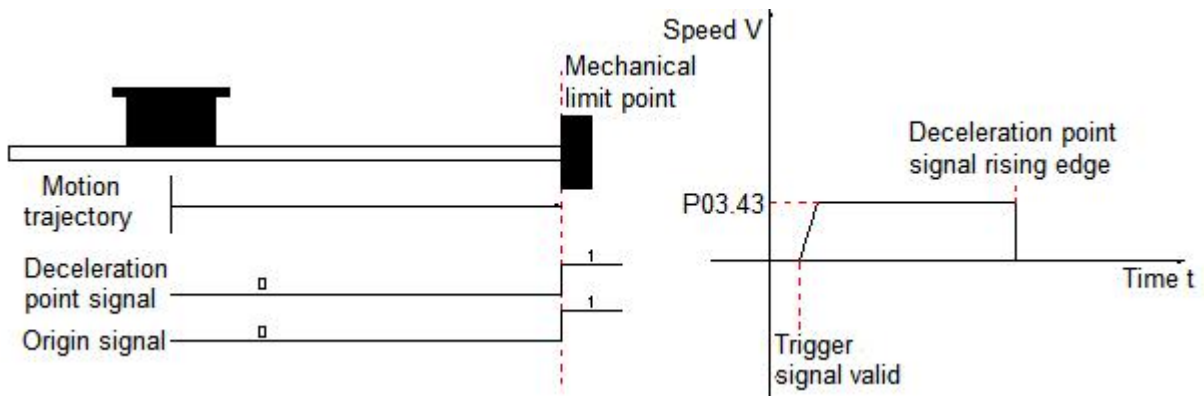 Mechanical
limit point
Motion
trajectory
Deceleration
point signal
0
1
Origin signal
0
1
Speed V
Deceleration point
signal rising edge
P03.43
Time t
Trigger
signal valid